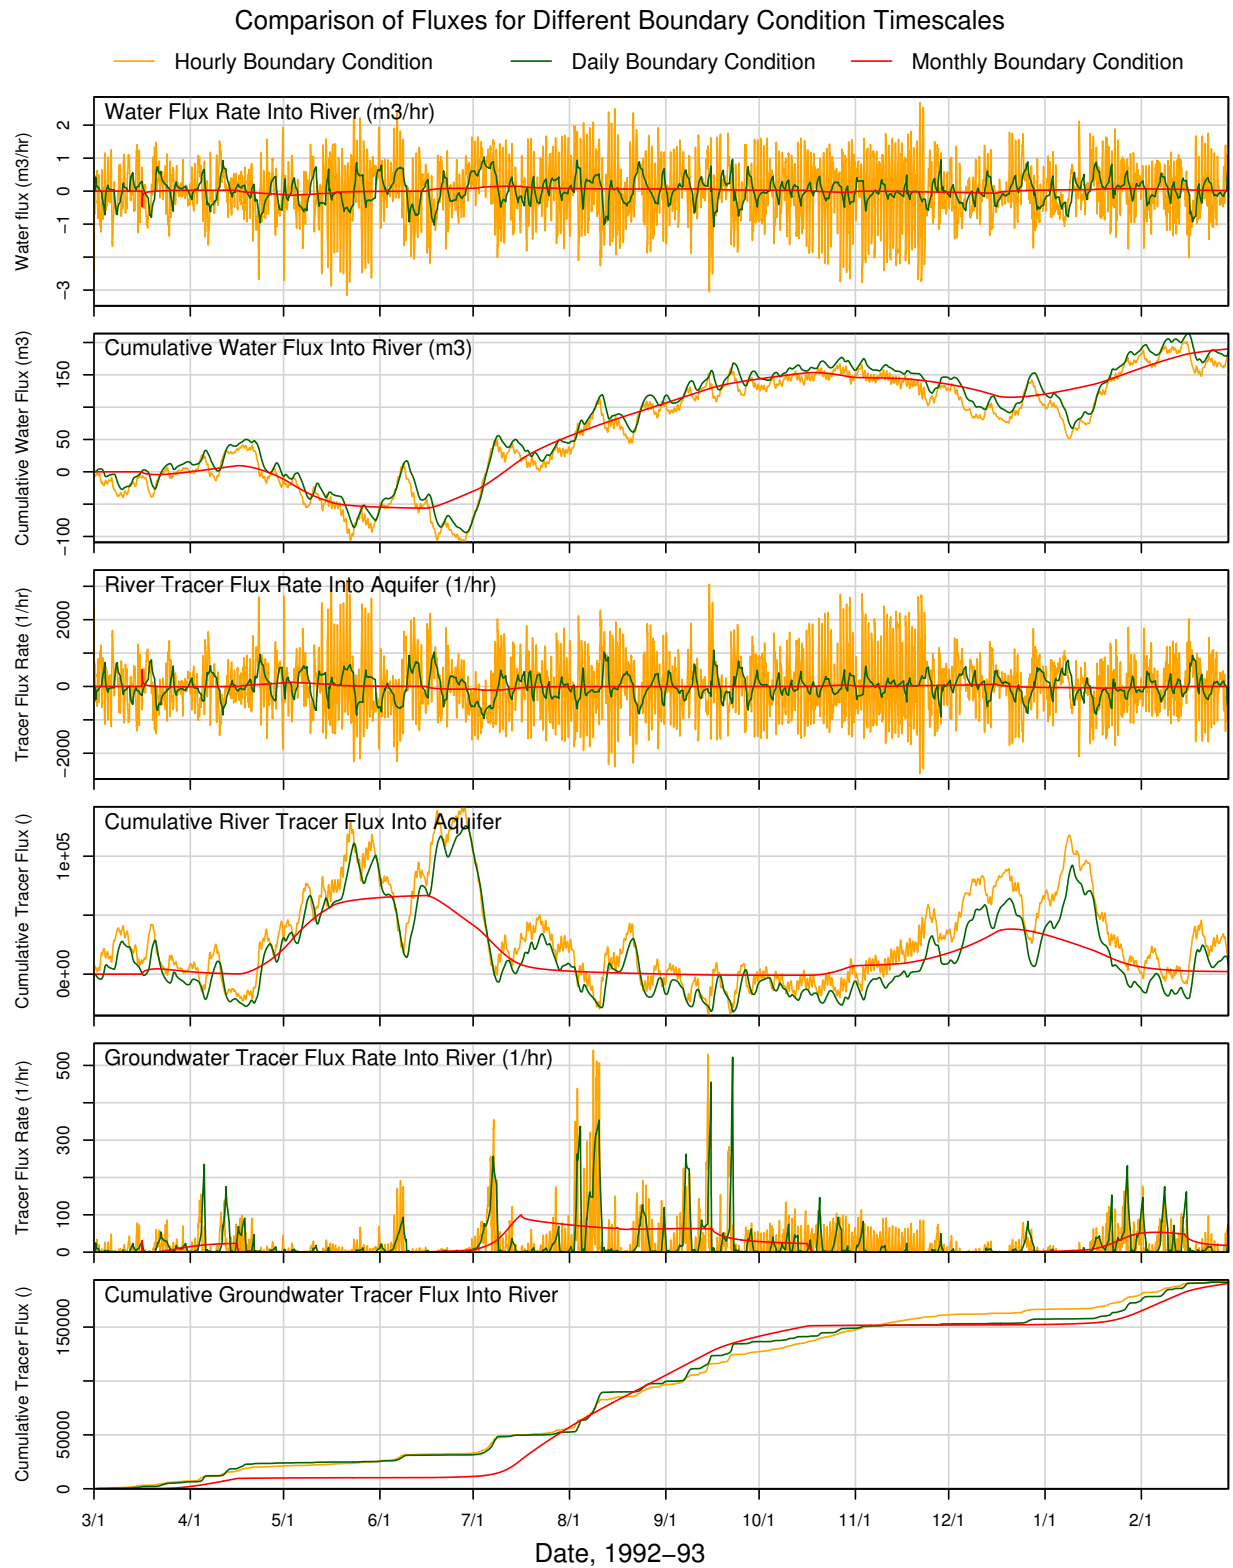 Comparison of Fluxes for Different Boundary Condition Timescales
Hourly Boundary Condition Daily Boundary Condition Monthly Boundary Condition
Water Flux Rate Into River (m3/hr)
Water flux (m3/hr)
2
1
0
−1
−3
Cumulative Water Flux Into River (m3)
Cumulative Water Flux (m3)
150
50
0
−100
River Tracer Flux Rate Into Aquifer (1/hr)
Tracer Flux Rate (1/hr)
2000
0
−2000
Cumulative River Tracer Flux Into Aquifer
Cumulative Tracer Flux ()
1e+05
0e+00
Groundwater Tracer Flux Rate Into River (1/hr)
Tracer Flux Rate (1/hr)
500
300
100
0
Cumulative Groundwater Tracer Flux Into River
Cumulative Tracer Flux ()
150000
50000
0
3/1 4/1 5/1 6/1 7/1 8/1 9/1 10/1 11/1 12/1 1/1 2/1
Date, 1992−93